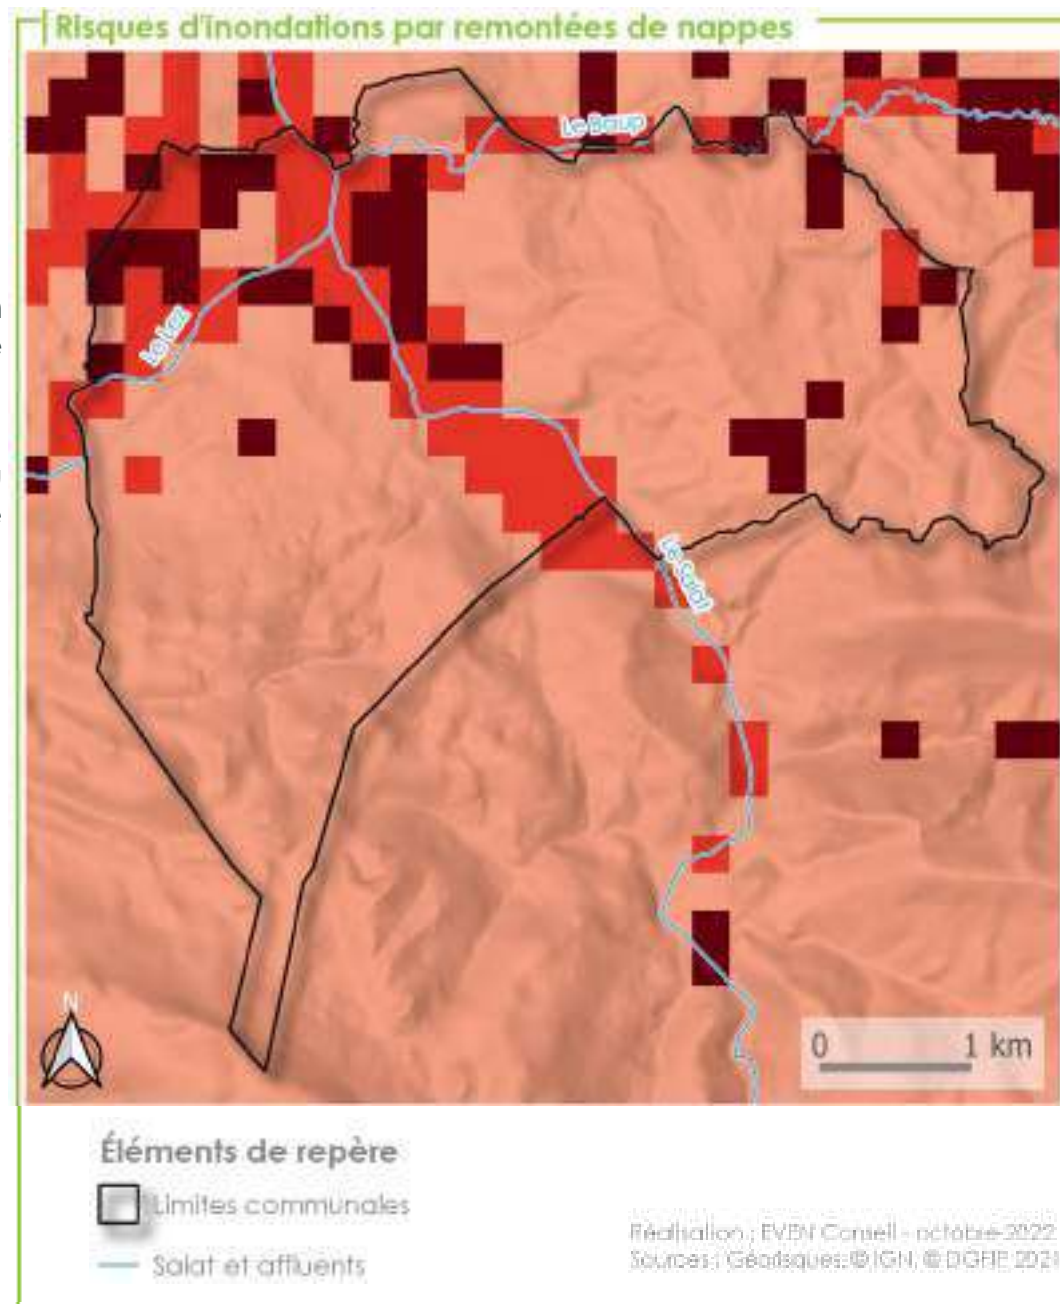 Risques d'inondations par remontées de nappes
Le Baup
Le Lez
Le Salat
N
0 1 km
Éléments de repère
Limites communales
Salat et affluents
Réalisation : EVEN Conseil - octobre 2022
Sources : Géorisques, © IGN, © DGFIP